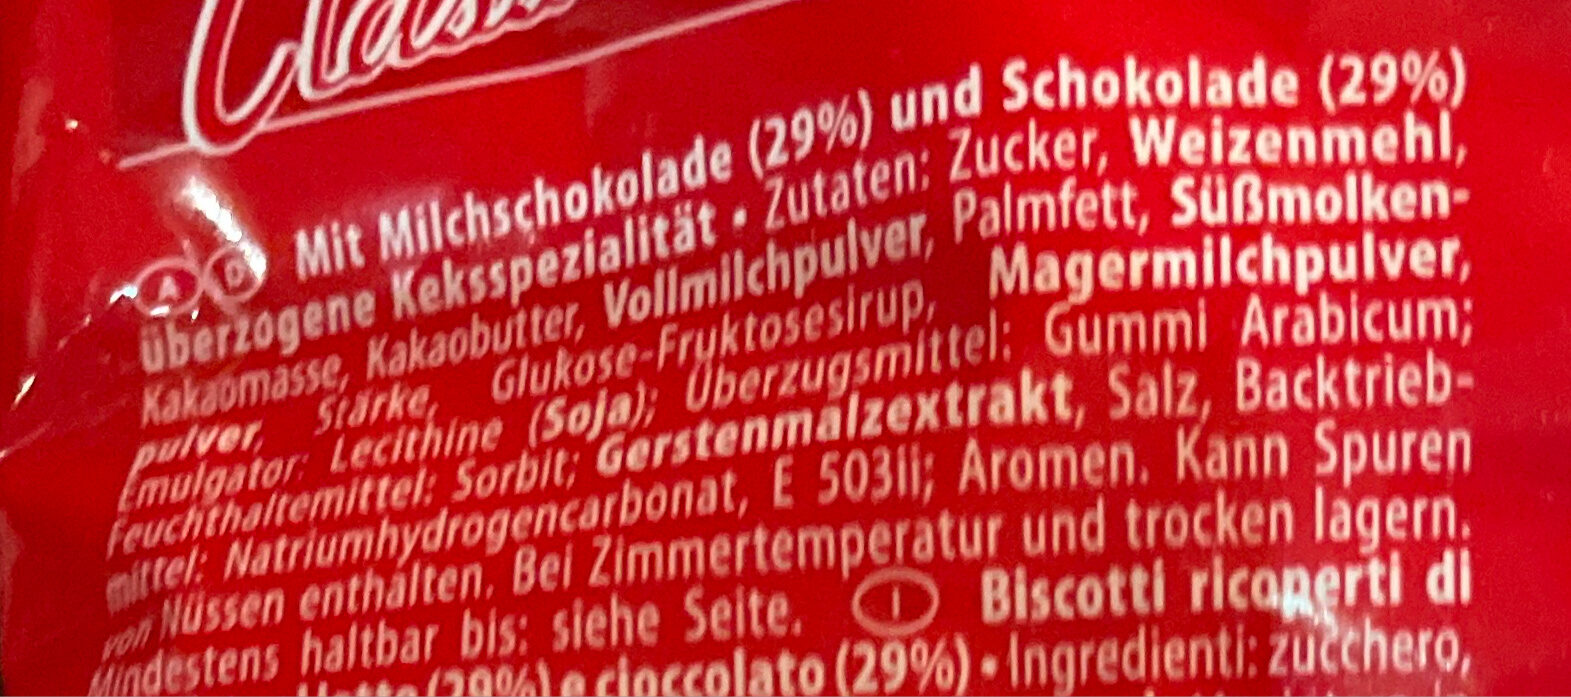 A D Mit Milchschokolade (29%) und Schokolade (29%)
überzogene Keksspezialität • Zutaten: Zucker, Weizenmehl,
Kakaomasse, Kakaobutter, Vollmilchpulver, Palmfett, Süßmolken-
pulver, Stärke, Glukose-Fruktosesirup, Magermilchpulver,
Emulgator: Lecithine (Soja); Überzugsmittel: Gummi Arabicum;
Feuchthaltemittel: Sorbit; Gerstenmalzextrakt, Salz, Backtrieb-
mittel: Natriumhydrogencarbonat, E 503ii; Aromen. Kann Spuren
von Nüssen enthalten. Bei Zimmertemperatur und trocken lagern.
Mindestens haltbar bis: siehe Seite. I Biscotti ricoperti di
(29%) e cioccolato (29%) • Ingredienti: zucchero,